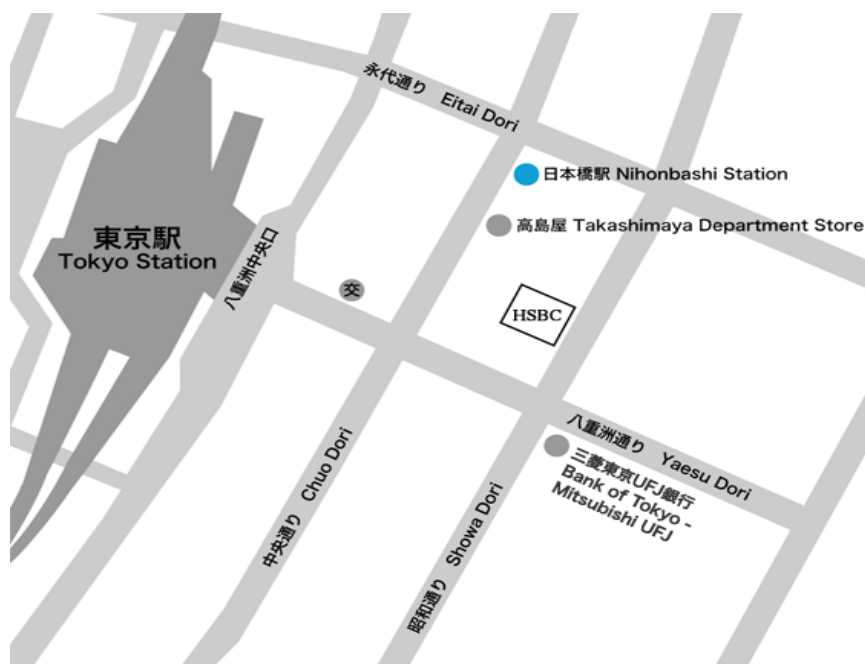 永代通り Eitai Dori
日本橋駅 Nihonbashi Station
高島屋 Takashimaya Department Store
東京駅
Tokyo Station
八重洲中央口
交
HSBC
八重洲通り Yaesu Dori
三菱東京UFJ銀行
Bank of Tokyo -
Mitsubishi UFJ
中央通り Chuo Dori
昭和通り Showa Dori